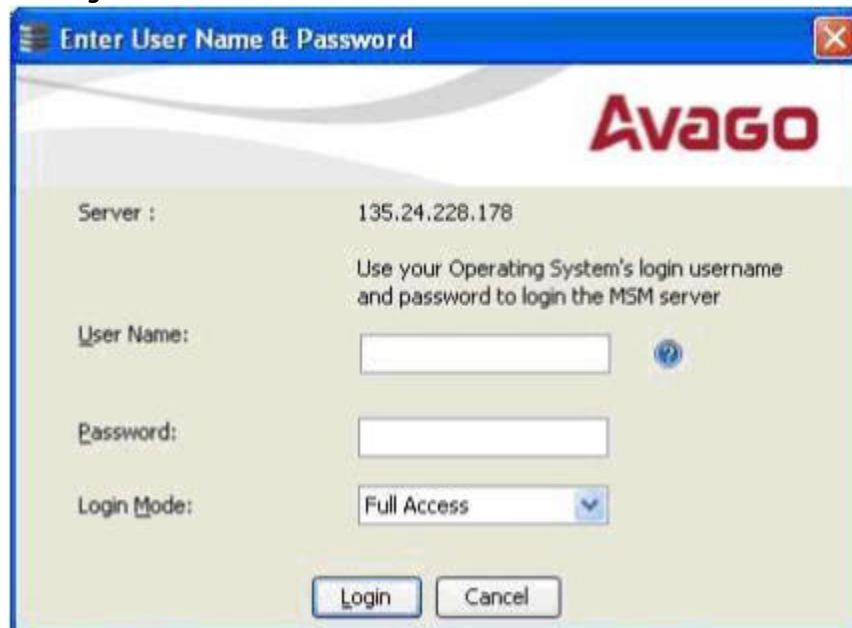 Enter User Name & Password
Avago
Server :
135.24.228.178
Use your Operating System's login username
and password to login the MSM server
User Name:
Password:
Login Mode:
Full Access
Login
Cancel